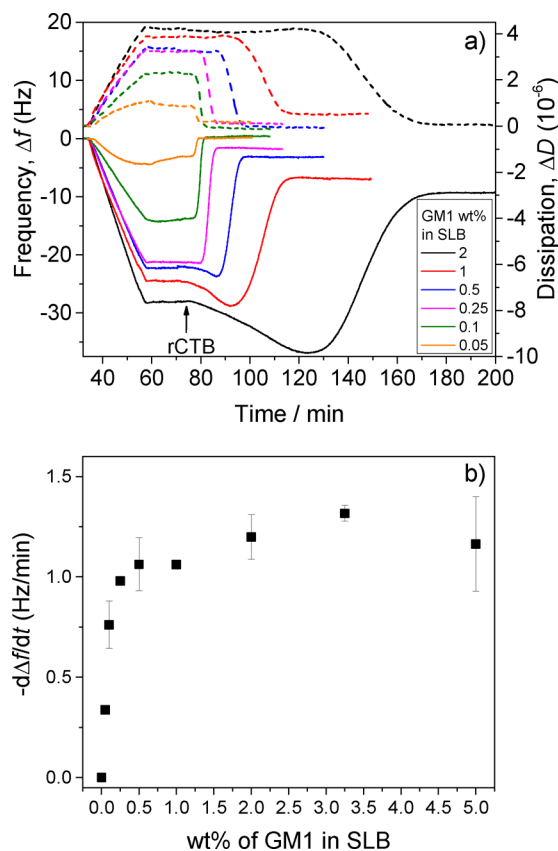 a)
20
10
0
-10
-20
-30
Frequency, Δf (Hz)
4
2
0
-2
-4
-6
-8
-10
Dissipation, ΔD (10⁻⁶)
GM1 wt%
in SLB
2
1
0.5
0.25
0.1
0.05
rCTB
40 60 80 100 120 140 160 180 200
Time / min
b)
1.5
1.0
0.5
0.0
-dΔf/dt (Hz/min)
0.0 0.5 1.0 1.5 2.0 2.5 3.0 3.5 4.0 4.5 5.0
wt% of GM1 in SLB